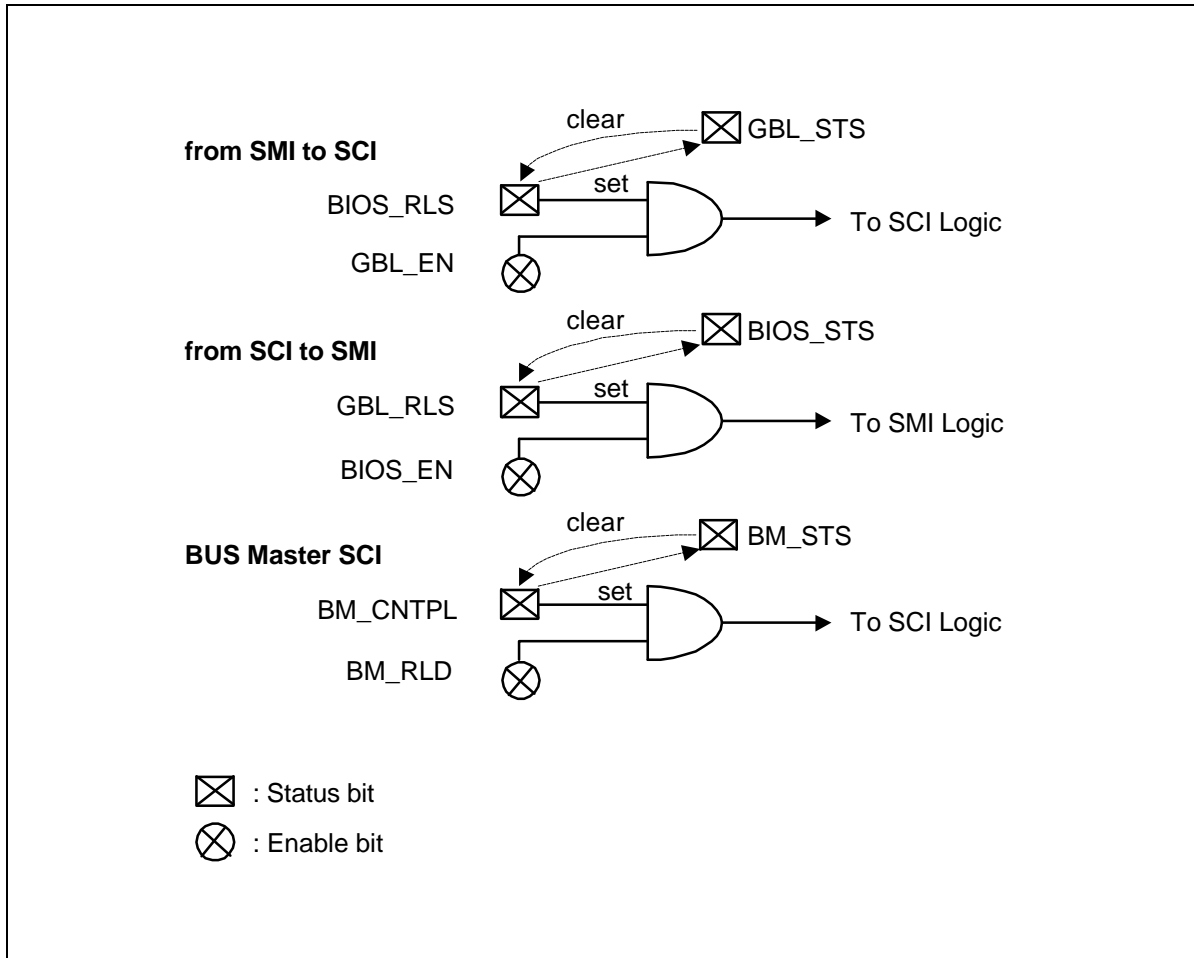 clear
GBL_STS
from SMI to SCI
set
BIOS_RLS
To SCI Logic
GBL_EN
clear
BIOS_STS
from SCI to SMI
set
GBL_RLS
To SMI Logic
BIOS_EN
clear
BM_STS
BUS Master SCI
set
BM_CNTPL
To SCI Logic
BM_RLD
: Status bit
: Enable bit